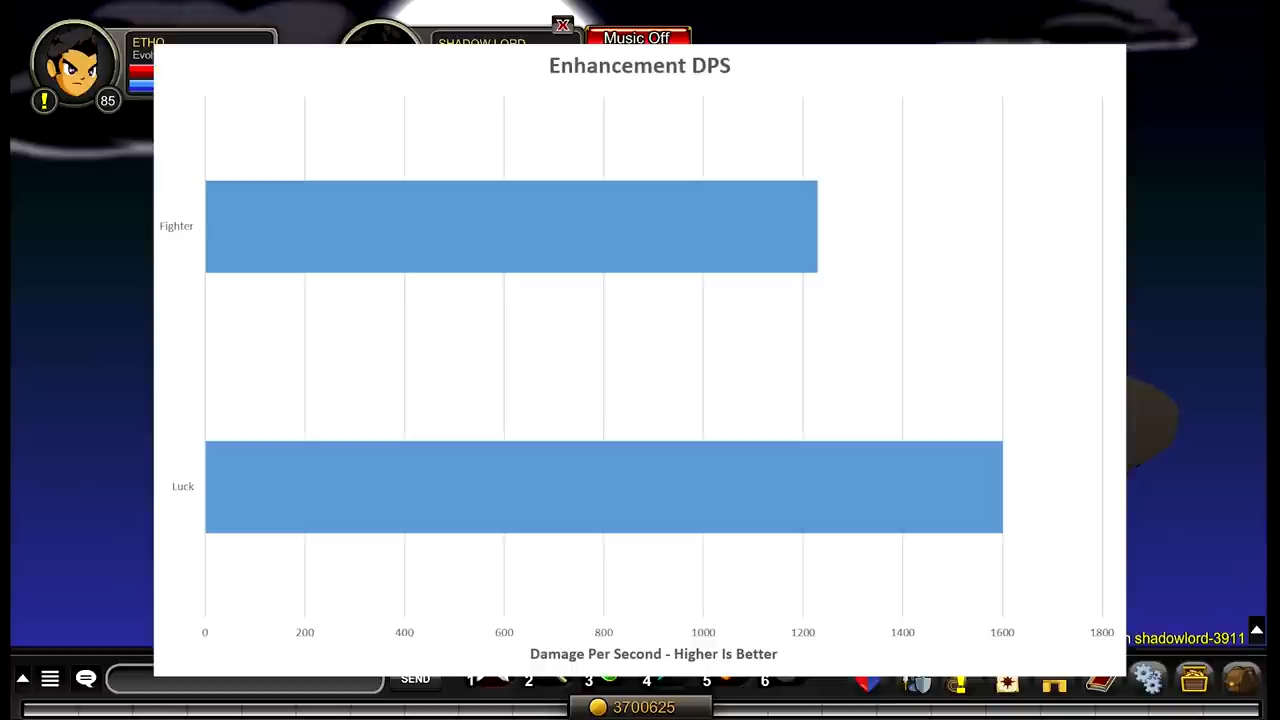 ETHO
Evol
85
SHADOW LORD
X
Music Off
Enhancement DPS
Fighter
Luck
0 200 400 600 800 1000 1200 1400 1600 1800
Damage Per Second - Higher Is Better
shadowlord-3911
SEND
1 2 3 4 5 6
3700625